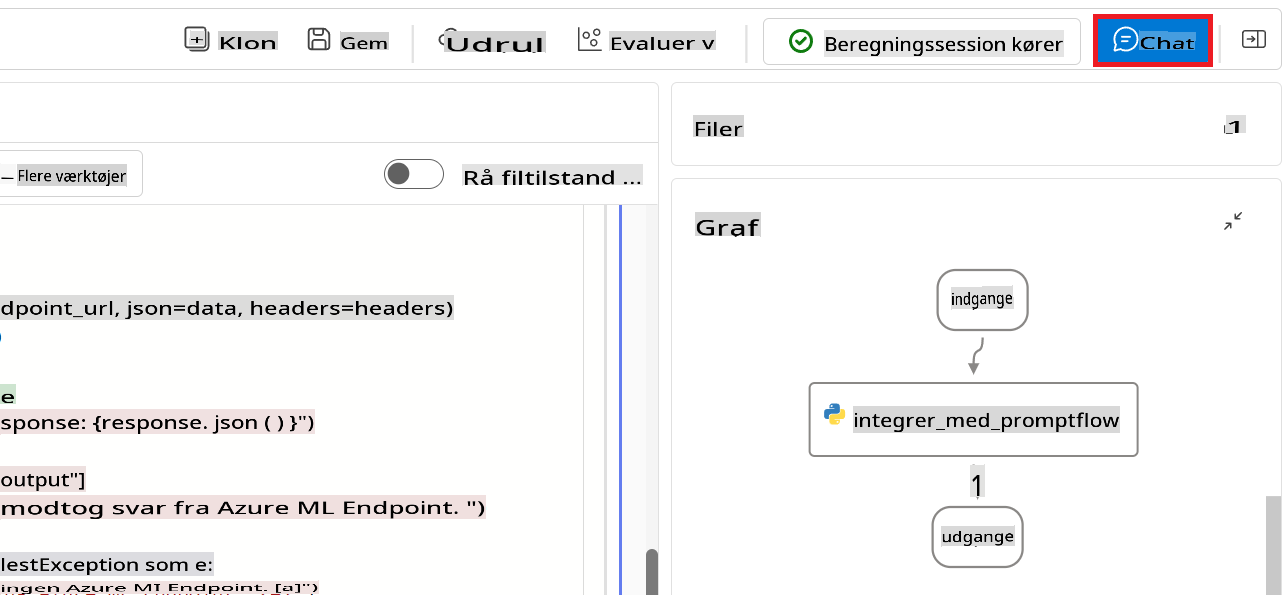 Klon
Gem
Udrul
Evaluer v
Beregningssession kører
Chat
Flere værktøjer
Rå filtilstand ...
dpoint_url, json=data, headers=headers)
e
sponse: {response. json ( ) }")
output"]
modtog svar fra Azure ML Endpoint. ")
lestException som e:
ingen Azure MI Endpoint. [a]")
Filer
1
Graf
indgange
integrer_med_promptflow
1
udgange